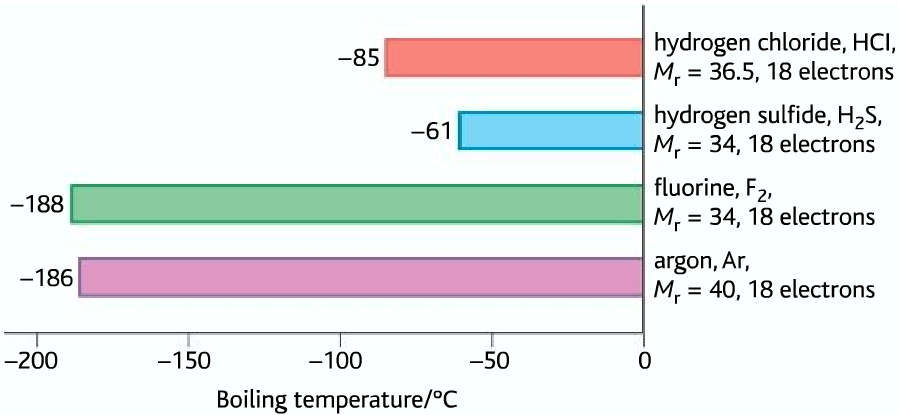 −85
hydrogen chloride, HCl,
Mr = 36.5, 18 electrons
−61
hydrogen sulfide, H2S,
Mr = 34, 18 electrons
−188
fluorine, F2,
Mr = 34, 18 electrons
−186
argon, Ar,
Mr = 40, 18 electrons
−200 −150 −100 −50 0
Boiling temperature/°C